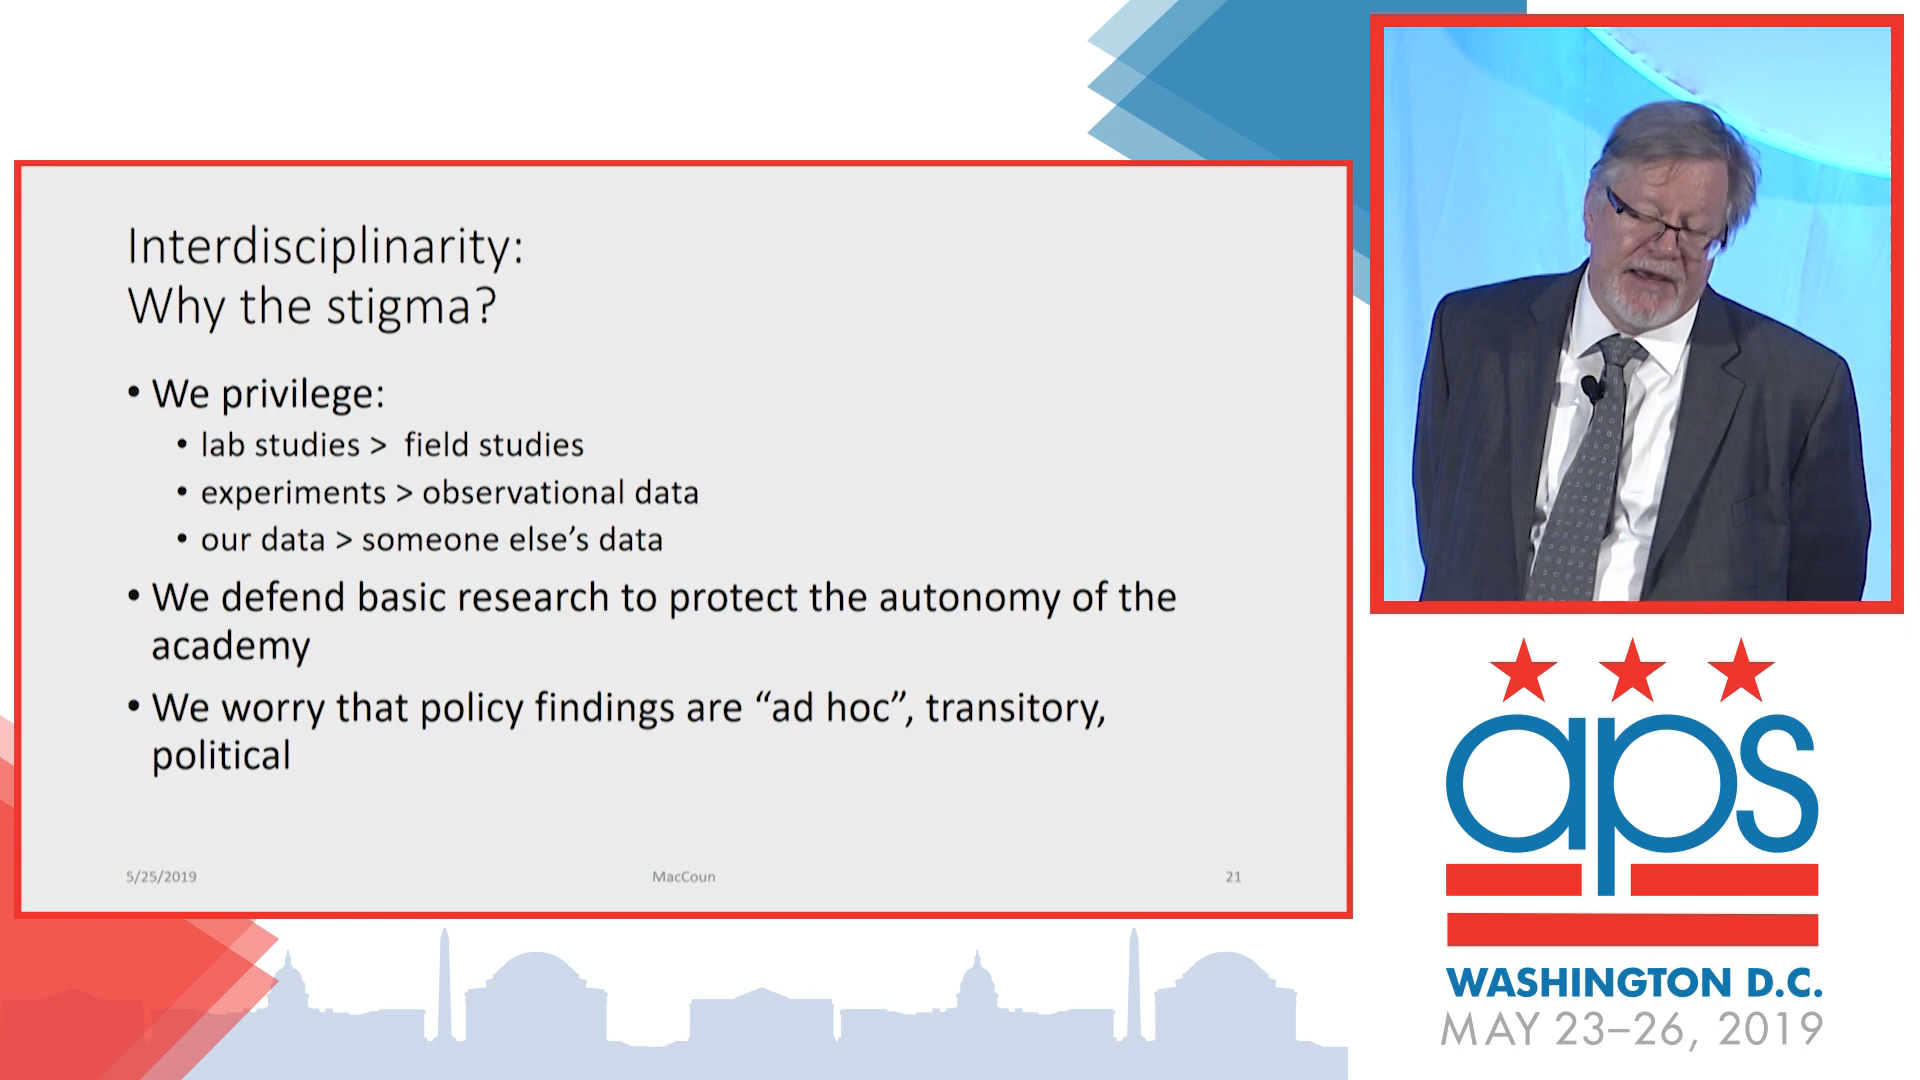 Interdisciplinarity:
Why the stigma?
• We privilege:
• lab studies > field studies
• experiments > observational data
• our data > someone else’s data
• We defend basic research to protect the autonomy of the
academy
• We worry that policy findings are “ad hoc”, transitory,
political
5/25/2019
MacCoun
21
aps
WASHINGTON D.C.
MAY 23–26, 2019